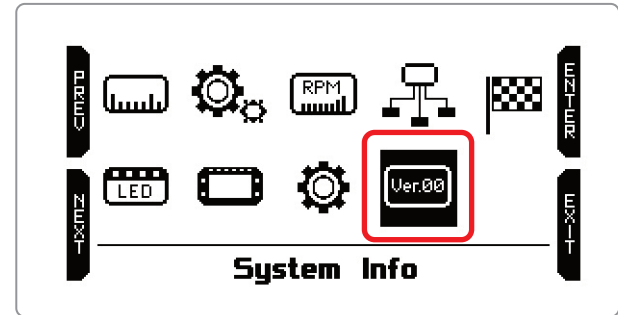 PREV
RPM
ENTER
LED
Ver.00
NEXT
EXIT
System Info